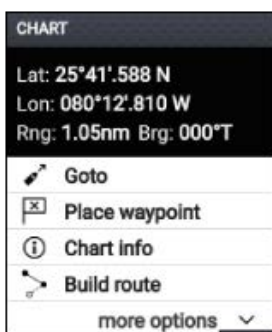 CHART
Lat: 25°41'.588 N
Lon: 080°12'.810 W
Rng: 1.05nm Brg: 000°T
Goto
Place waypoint
Chart info
Build route
more options